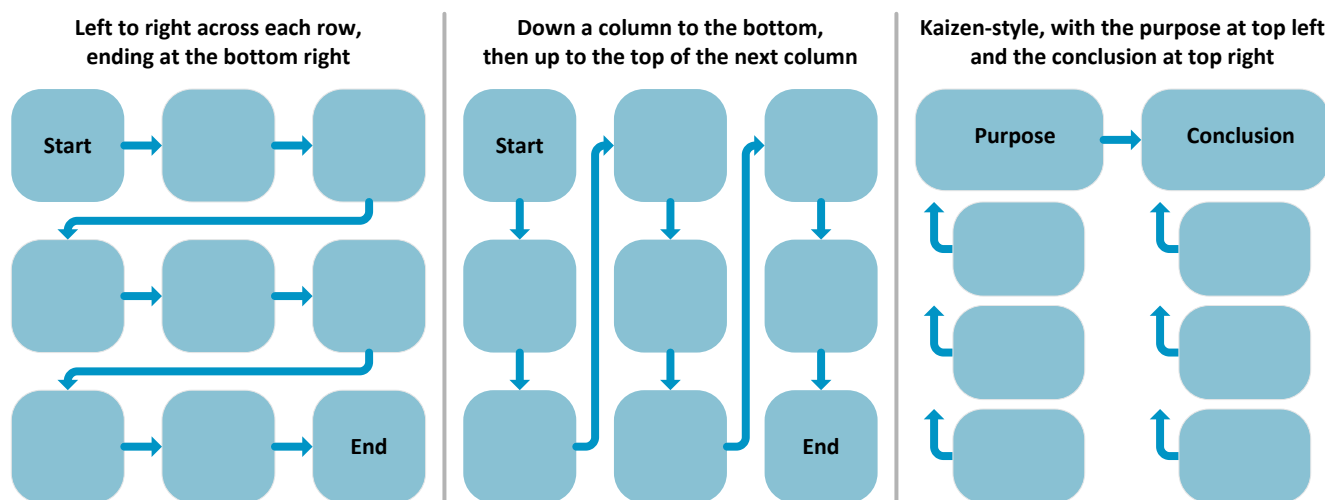 Left to right across each row,
ending at the bottom right
Start
End
Down a column to the bottom,
then up to the top of the next column
Start
End
Kaizen-style, with the purpose at top left
and the conclusion at top right
Purpose
Conclusion